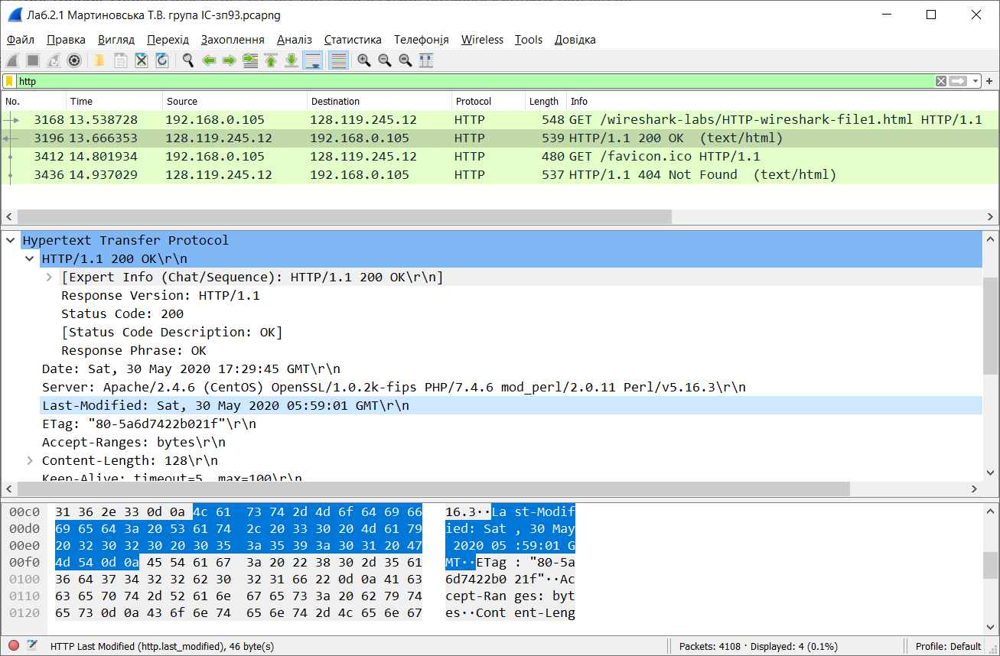 Лаб.2.1 Мартиновська Т.В. група ІС-зп93.pcapng
Файл Правка Вигляд Перехід Захоплення Аналіз Статистика Телефонія Wireless Tools Довідка
http
No. Time Source Destination Protocol Length Info
3168 13.538728 192.168.0.105 128.119.245.12 HTTP 548 GET /wireshark-labs/HTTP-wireshark-file1.html HTTP/1.1
3196 13.666353 128.119.245.12 192.168.0.105 HTTP 539 HTTP/1.1 200 OK (text/html)
3412 14.801934 192.168.0.105 128.119.245.12 HTTP 480 GET /favicon.ico HTTP/1.1
3436 14.937029 128.119.245.12 192.168.0.105 HTTP 537 HTTP/1.1 404 Not Found (text/html)
Hypertext Transfer Protocol
HTTP/1.1 200 OK\r\n
[Expert Info (Chat/Sequence): HTTP/1.1 200 OK\r\n]
Response Version: HTTP/1.1
Status Code: 200
[Status Code Description: OK]
Response Phrase: OK
Date: Sat, 30 May 2020 17:29:45 GMT\r\n
Server: Apache/2.4.6 (CentOS) OpenSSL/1.0.2k-fips PHP/7.4.6 mod_perl/2.0.11 Perl/v5.16.3\r\n
Last-Modified: Sat, 30 May 2020 05:59:01 GMT\r\n
ETag: "80-5a6d7422b021f"\r\n
Accept-Ranges: bytes\r\n
Content-Length: 128\r\n
Keep-Alive: timeout=5, max=100\r\n
00c0 31 36 2e 33 0d 0a 4c 61 73 74 2d 4d 6f 64 69 66 16.3··La st-Modif
00d0 69 65 64 3a 20 53 61 74 2c 20 33 30 20 4d 61 79 ied: Sat , 30 May
00e0 20 32 30 32 30 20 30 35 3a 35 39 3a 30 31 20 47 2020 05 :59:01 G
00f0 4d 54 0d 0a 45 54 61 67 3a 20 22 38 30 2d 35 61 MT··ETag : "80-5a
0100 36 64 37 34 32 32 62 30 32 31 66 22 0d 0a 41 63 6d7422b0 21f"··Ac
0110 63 65 70 74 2d 52 61 6e 67 65 73 3a 20 62 79 74 cept-Ran ges: byt
0120 65 73 0d 0a 43 6f 6e 74 65 6e 74 2d 4c 65 6e 67 es··Cont ent-Leng
HTTP Last Modified (http.last_modified), 46 byte(s) Packets: 4108 · Displayed: 4 (0.1%) Profile: Default